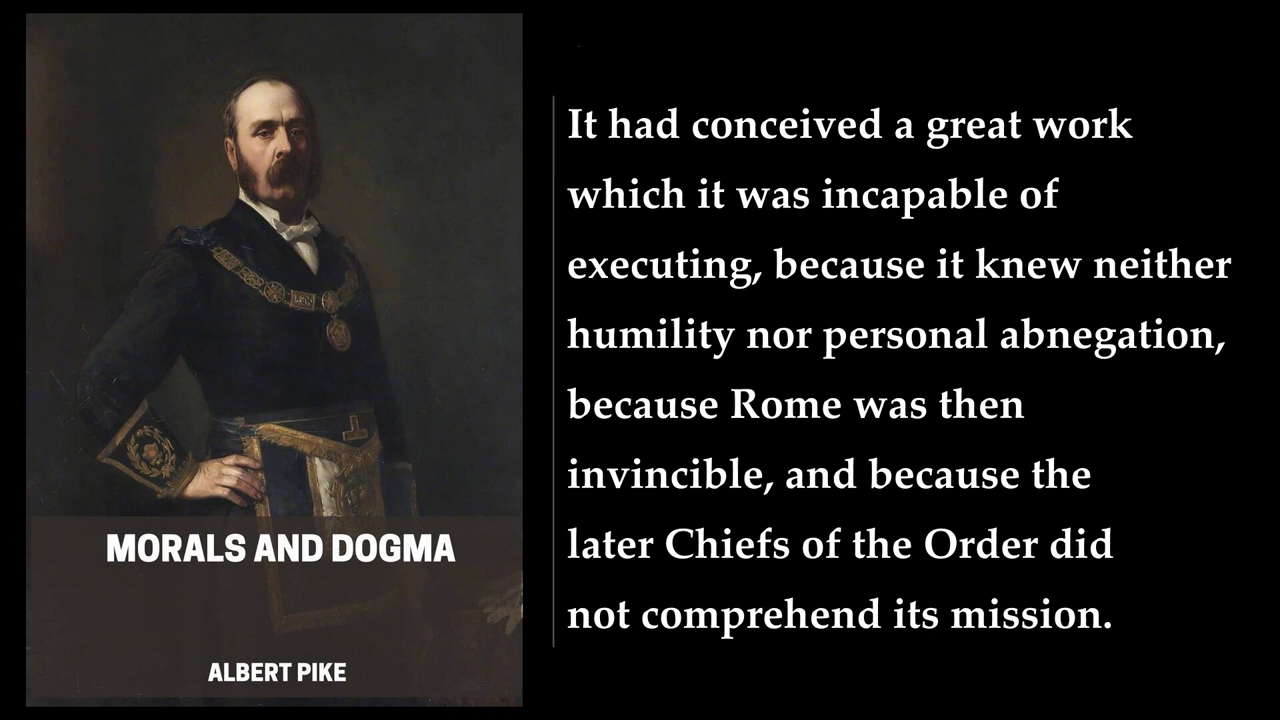 MORALS AND DOGMA
ALBERT PIKE
It had conceived a great work
which it was incapable of
executing, because it knew neither
humility nor personal abnegation,
because Rome was then
invincible, and because the
later Chiefs of the Order did
not comprehend its mission.